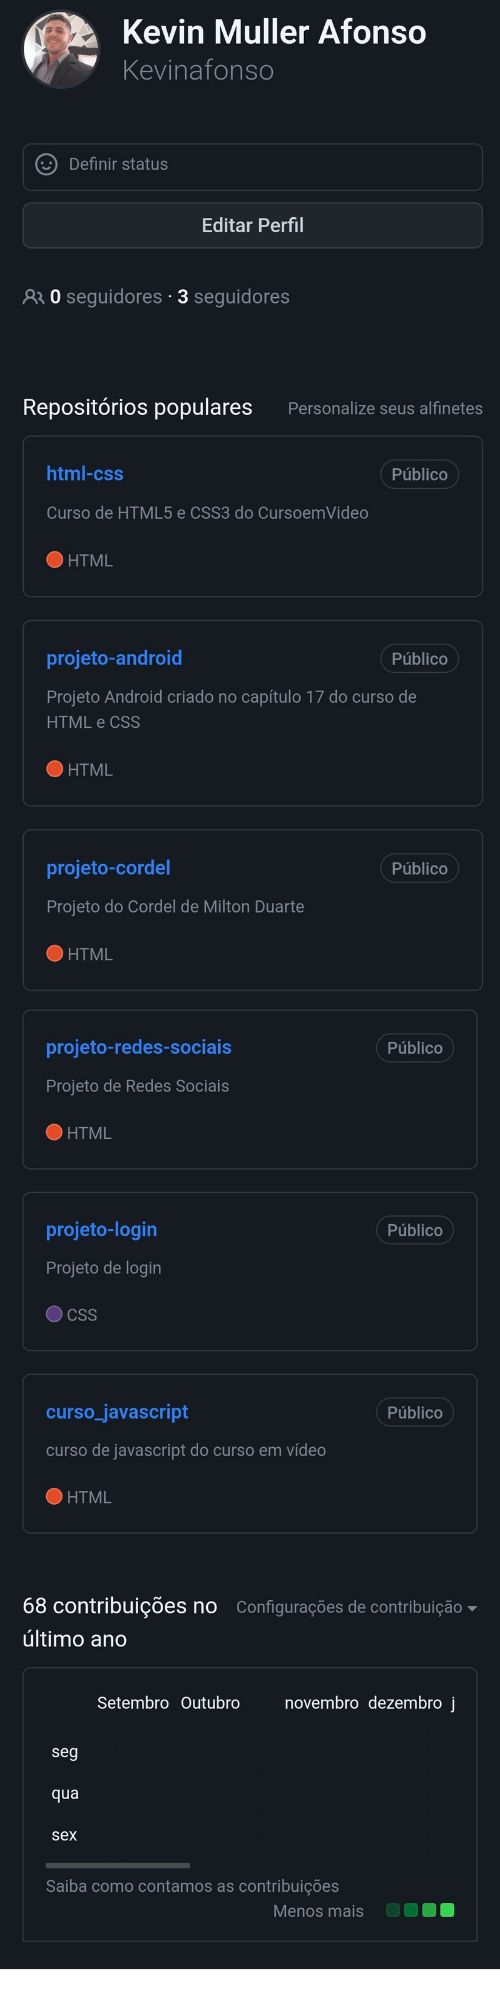 Kevin Muller Afonso
Kevinafonso
Definir status
Editar Perfil
0 seguidores · 3 seguidores
Repositórios populares Personalize seus alfinetes
html-css Público
Curso de HTML5 e CSS3 do CursoemVideo
HTML
projeto-android Público
Projeto Android criado no capítulo 17 do curso de
HTML e CSS
HTML
projeto-cordel Público
Projeto do Cordel de Milton Duarte
HTML
projeto-redes-sociais Público
Projeto de Redes Sociais
HTML
projeto-login Público
Projeto de login
CSS
curso_javascript Público
curso de javascript do curso em vídeo
HTML
68 contribuições no Configurações de contribuição
último ano
Setembro Outubro novembro dezembro j
seg
qua
sex
Saiba como contamos as contribuições
Menos mais